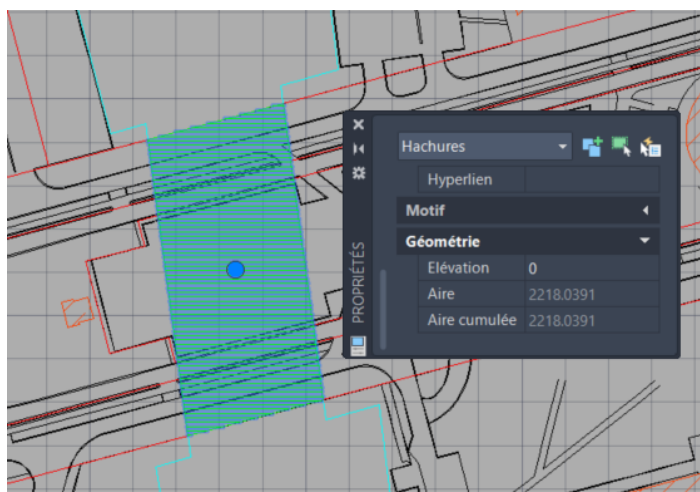 Hachures
Hyperlien
Motif
Géométrie
Elévation 0
Aire 2218.0391
Aire cumulée 2218.0391
PROPRIÉTÉS